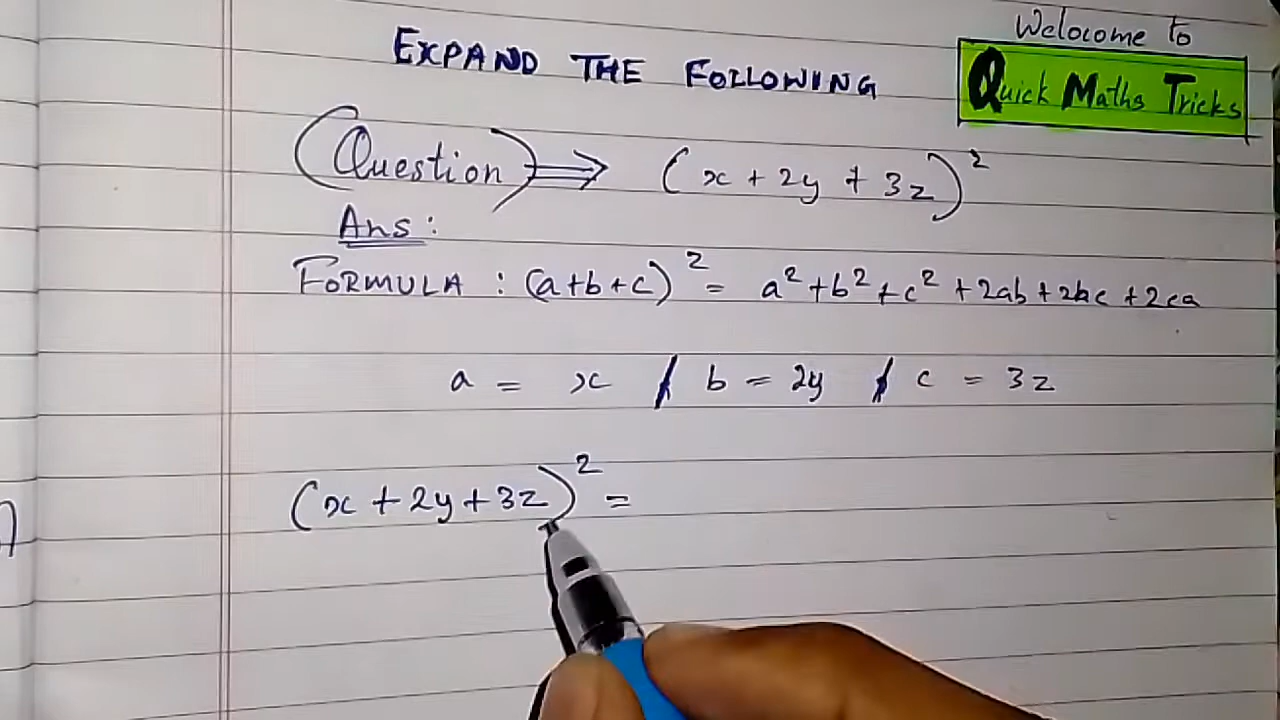 Welocome to
Quick Maths Tricks
EXPAND THE FOLLOWING
(Question) ⇒ (x + 2y + 3z)²
Ans :
FORMULA : (a+b+c)² = a² + b² + c² + 2ab + 2bc + 2ca
a = x / b = 2y / c = 3z
(x + 2y + 3z)² =